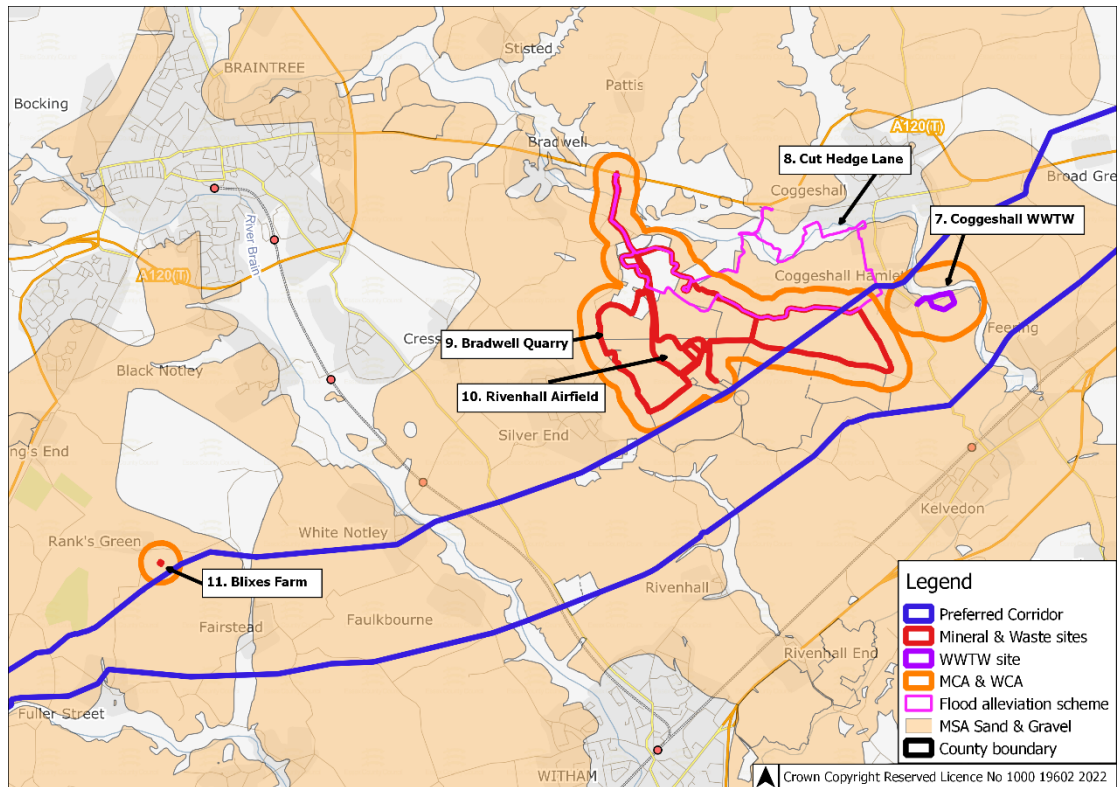 Stisted
BRAINTREE
Pattis
Bocking
A120(T)
Bradwell
8. Cut Hedge Lane
Broad Gre
Coggeshall
7. Coggeshall WWTW
River Brain
A120(T)
Coggeshall Hamlet
Feering
Cress
9. Bradwell Quarry
Black Notley
10. Rivenhall Airfield
Silver End
ng's End
Kelvedon
White Notley
Rank's Green
11. Blixes Farm
Rivenhall
Fairstead
Faulkbourne
Rivenhall End
Fuller Street
WITHAM
Legend
Preferred Corridor
Mineral & Waste sites
WWTW site
MCA & WCA
Flood alleviation scheme
MSA Sand & Gravel
County boundary
Crown Copyright Reserved Licence No 1000 19602 2022